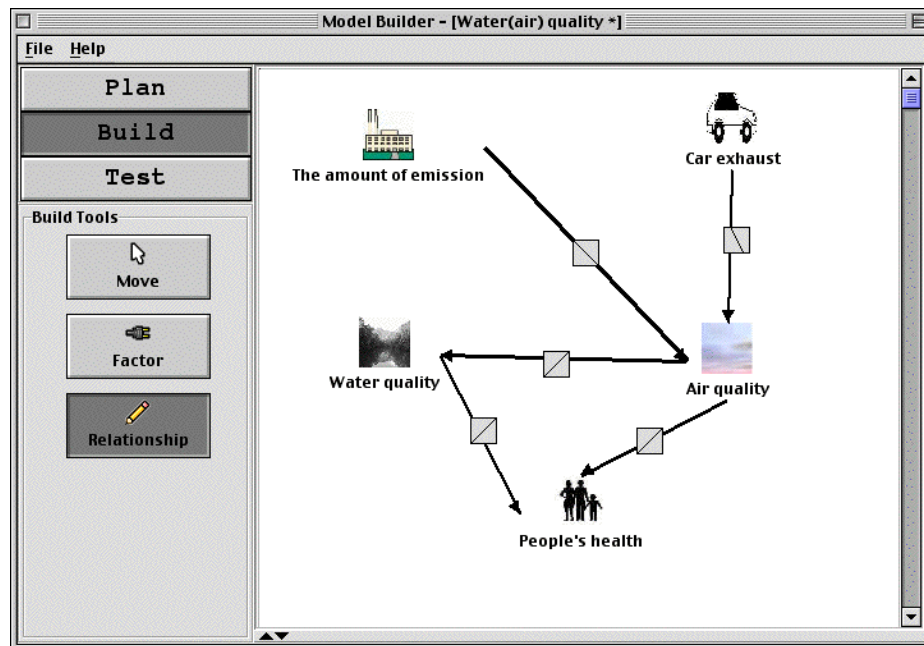 Model Builder - [Water(air) quality *]
File Help
Plan
Build
Test
Build Tools
Move
Factor
Relationship
The amount of emission
Car exhaust
Water quality
Air quality
People's health